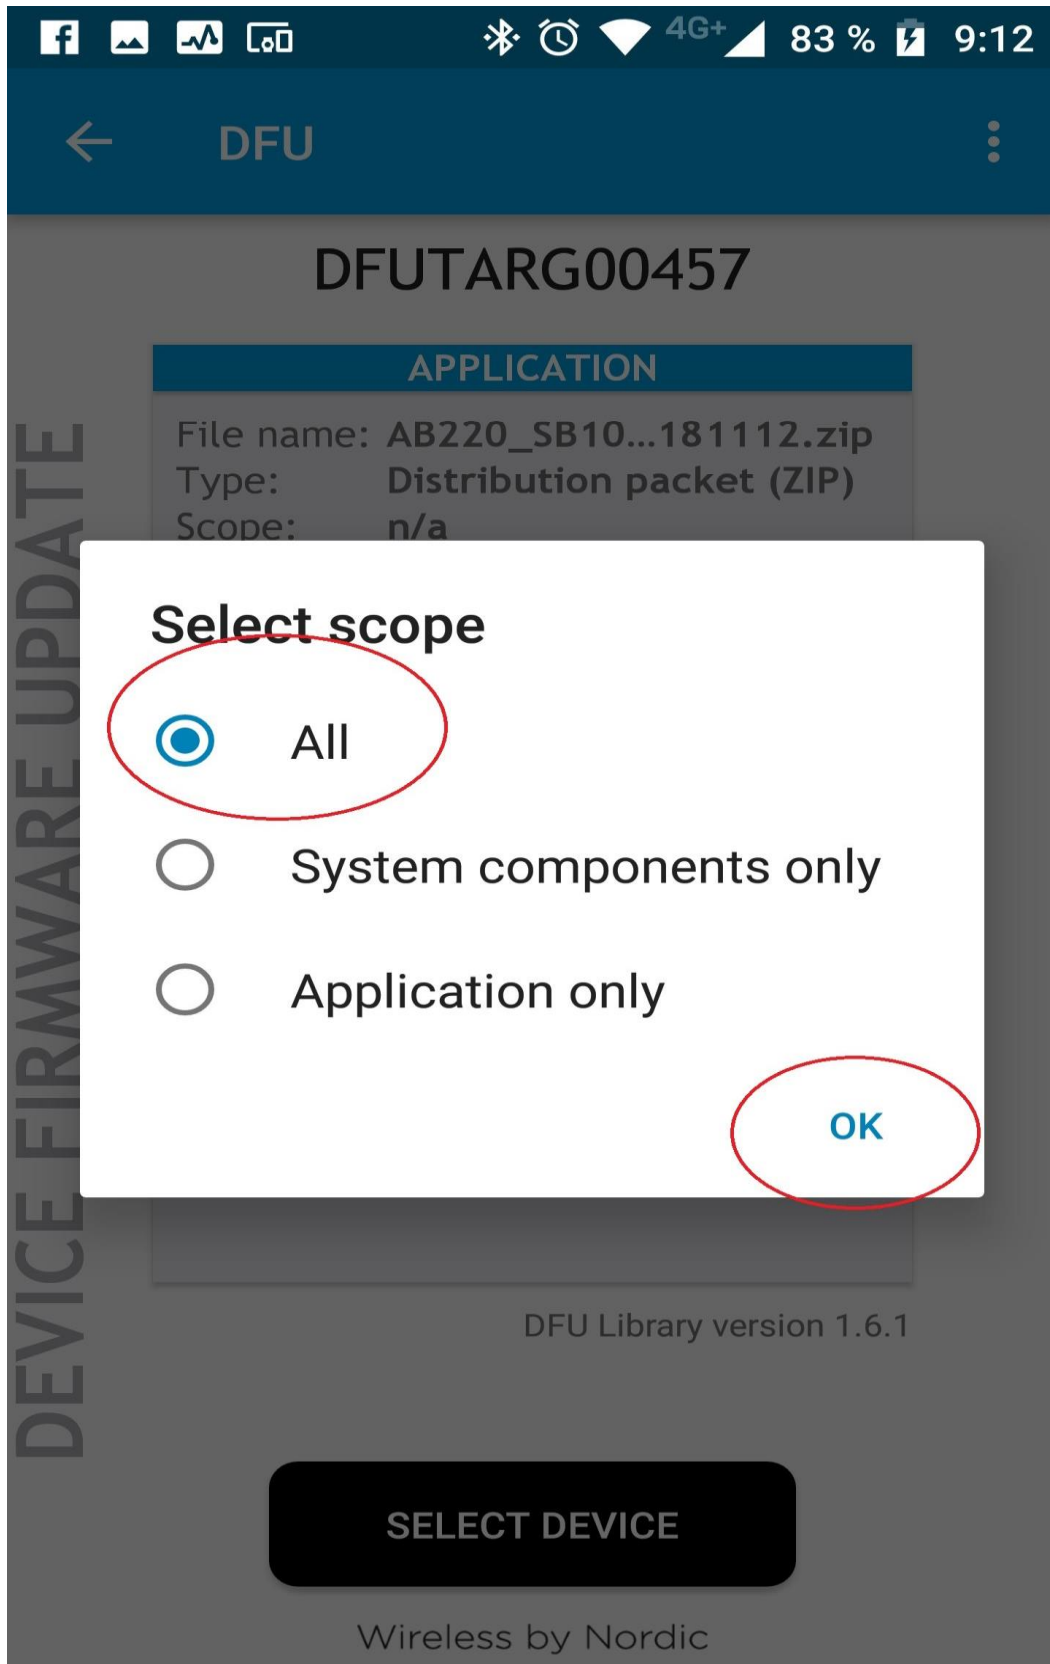 4G+ 83 % 9:12
DFU
DFUTARG00457
APPLICATION
File name: AB220_SB10...181112.zip
Type: Distribution packet (ZIP)
Scope: n/a
DEVICE FIRMWARE UPDATE
Select scope
All
System components only
Application only
OK
DFU Library version 1.6.1
SELECT DEVICE
Wireless by Nordic